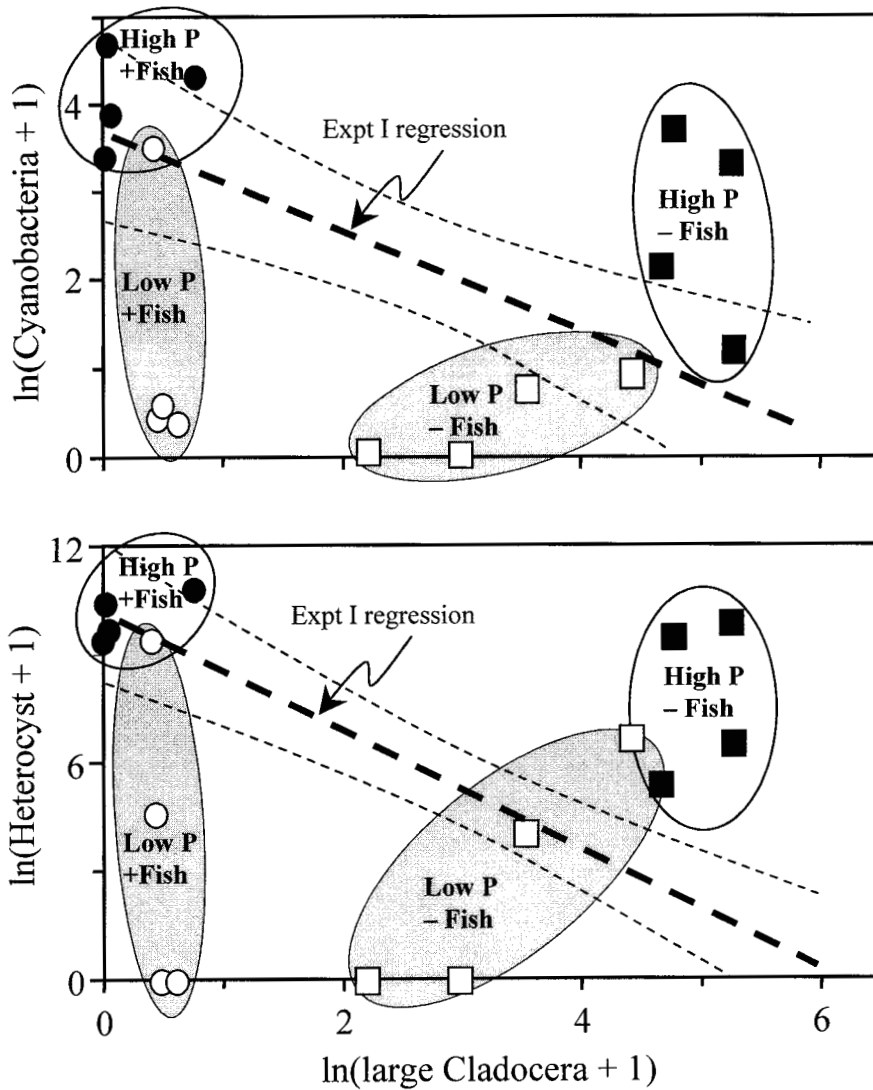 High P
+Fish
4
Expt I regression
High P
– Fish
ln(Cyanobacteria + 1)
Low P
+Fish
2
Low P
– Fish
0
12
High P
+Fish
Expt I regression
High P
– Fish
ln(Heterocyst + 1)
6
Low P
+Fish
Low P
– Fish
0
0 2 4 6
ln(large Cladocera + 1)